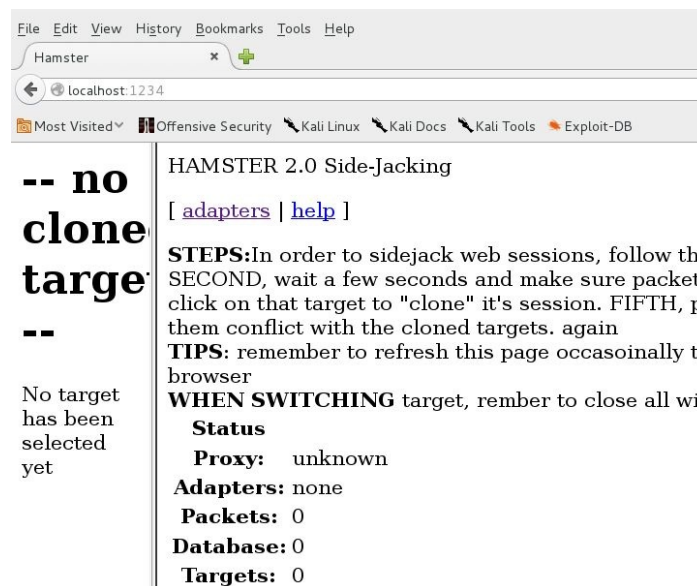 File Edit View History Bookmarks Tools Help
Hamster
localhost:1234
Most Visited Offensive Security Kali Linux Kali Docs Kali Tools Exploit-DB
-- no
clone
targe
--
No target
has been
selected
yet
HAMSTER 2.0 Side-Jacking
[ adapters | help ]
STEPS:In order to sidejack web sessions, follow th
SECOND, wait a few seconds and make sure packet
click on that target to "clone" it's session. FIFTH, p
them conflict with the cloned targets. again
TIPS: remember to refresh this page occasoinally t
browser
WHEN SWITCHING target, rember to close all wi
Status
Proxy: unknown
Adapters: none
Packets: 0
Database: 0
Targets: 0